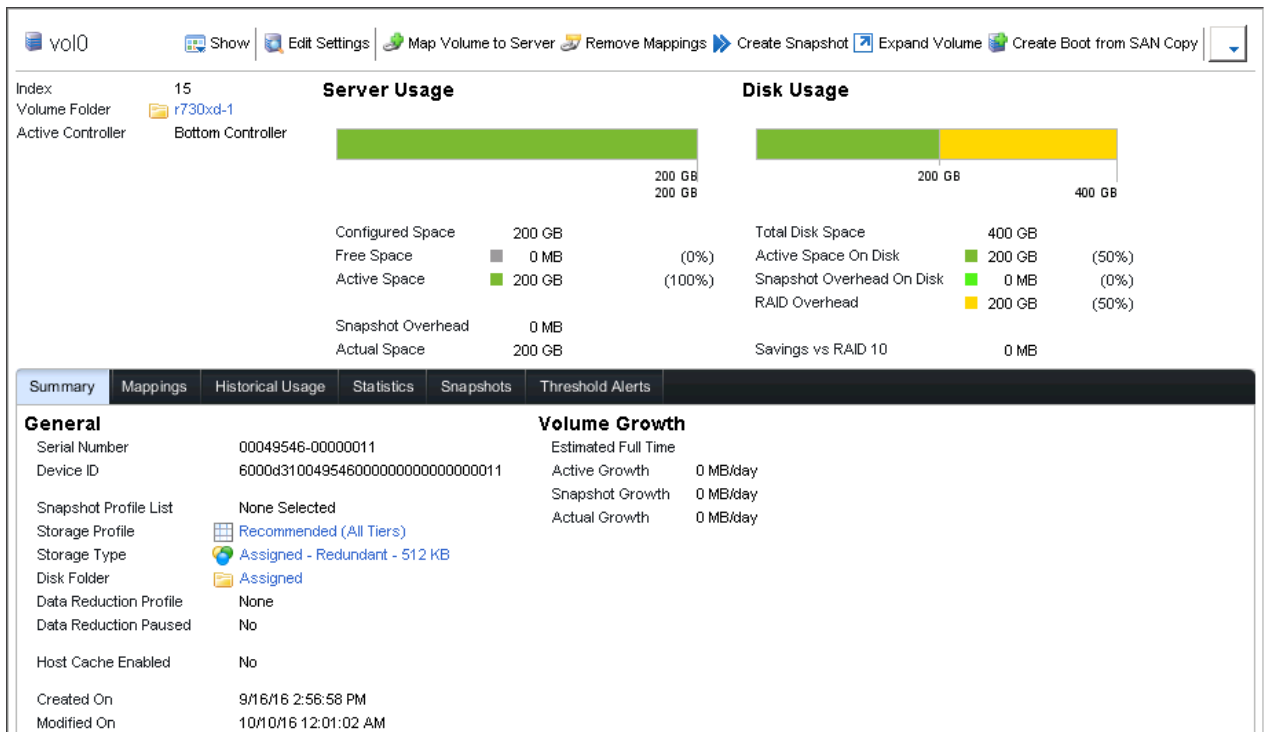 vol0 Show Edit Settings Map Volume to Server Remove Mappings Create Snapshot Expand Volume Create Boot from SAN Copy
Index 15
Volume Folder r730xd-1
Active Controller Bottom Controller
Server Usage
200 GB
200 GB
Configured Space 200 GB
Free Space 0 MB (0%)
Active Space 200 GB (100%)
Snapshot Overhead 0 MB
Actual Space 200 GB
Disk Usage
200 GB
400 GB
Total Disk Space 400 GB
Active Space On Disk 200 GB (50%)
Snapshot Overhead On Disk 0 MB (0%)
RAID Overhead 200 GB (50%)
Savings vs RAID 10 0 MB
Summary Mappings Historical Usage Statistics Snapshots Threshold Alerts
General
Serial Number 00049546-00000011
Device ID 6000d310049546000000000000000011
Snapshot Profile List None Selected
Storage Profile Recommended (All Tiers)
Storage Type Assigned - Redundant - 512 KB
Disk Folder Assigned
Data Reduction Profile None
Data Reduction Paused No
Host Cache Enabled No
Created On 9/16/16 2:56:58 PM
Modified On 10/10/16 12:01:02 AM
Volume Growth
Estimated Full Time
Active Growth 0 MB/day
Snapshot Growth 0 MB/day
Actual Growth 0 MB/day